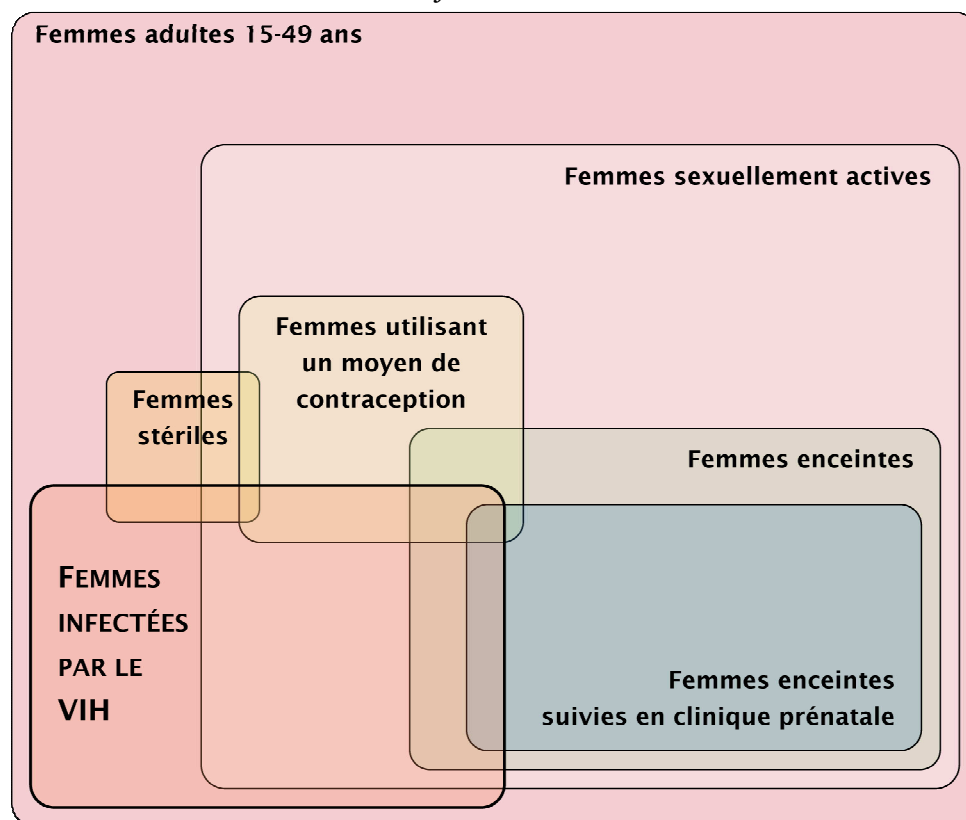 Femmes adultes 15-49 ans
Femmes sexuellement actives
Femmes utilisant
un moyen de
contraception
Femmes
stériles
Femmes enceintes
FEMMES
INFECTÉES
PAR LE
VIH
Femmes enceintes
suivies en clinique prénatale